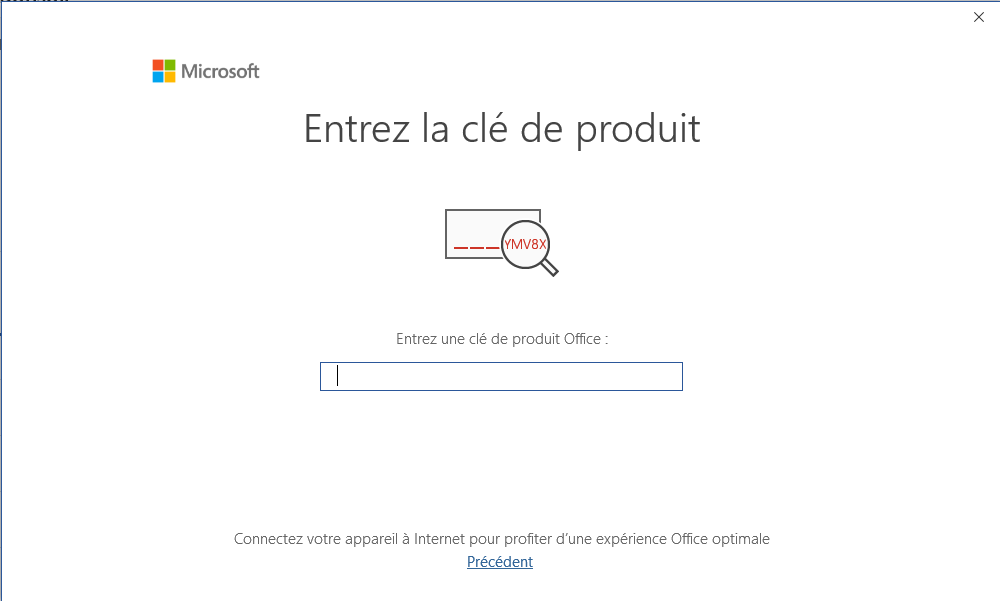 Microsoft
Entrez la clé de produit
YMV8X
Entrez une clé de produit Office :
Connectez votre appareil à Internet pour profiter d’une expérience Office optimale
Précédent